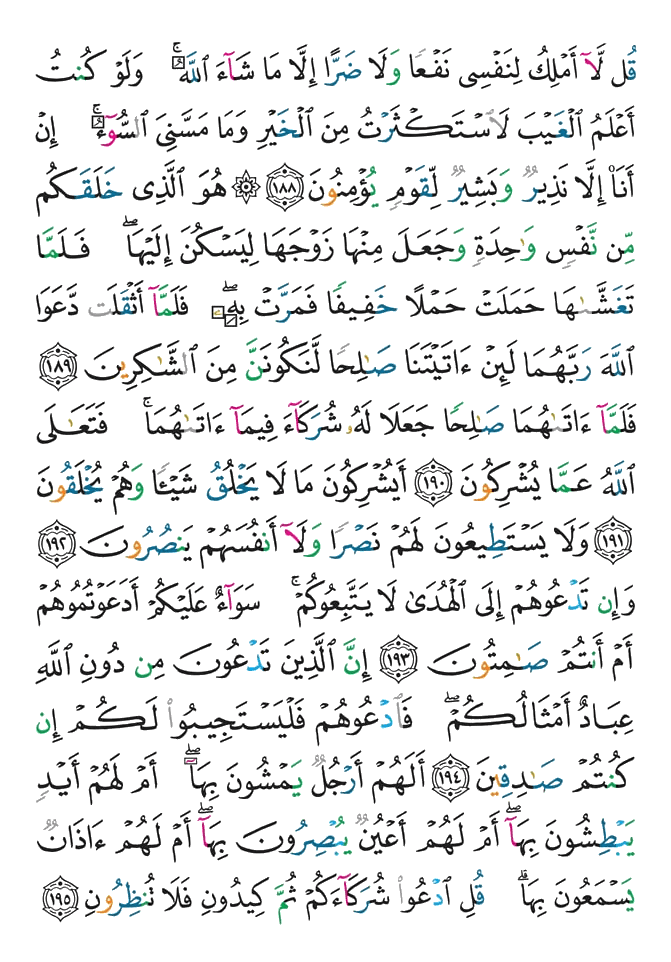 قُل لَّآ أَمْلِكُ لِنَفْسِى نَفْعًا وَلَا ضَرًّا إِلَّا مَا شَآءَ ٱللَّهُ ۚ وَلَوْ كُنتُ
أَعْلَمُ ٱلْغَيْبَ لَٱسْتَكْثَرْتُ مِنَ ٱلْخَيْرِ وَمَا مَسَّنِىَ ٱلسُّوٓءُ ۚ إِنْ
أَنَا۠ إِلَّا نَذِيرٌ وَبَشِيرٌ لِّقَوْمٍ يُؤْمِنُونَ ﴿١٨٨﴾ ۞ هُوَ ٱلَّذِى خَلَقَكُم
مِّن نَّفْسٍ وَٰحِدَةٍ وَجَعَلَ مِنْهَا زَوْجَهَا لِيَسْكُنَ إِلَيْهَا ۖ فَلَمَّا
تَغَشَّىٰهَا حَمَلَتْ حَمْلًا خَفِيفًا فَمَرَّتْ بِهِۦ ۖ فَلَمَّآ أَثْقَلَت دَّعَوَا
ٱللَّهَ رَبَّهُمَا لَئِنْ ءَاتَيْتَنَا صَٰلِحًا لَّنَكُونَنَّ مِنَ ٱلشَّٰكِرِينَ ﴿١٨٩﴾
فَلَمَّآ ءَاتَىٰهُمَا صَٰلِحًا جَعَلَا لَهُۥ شُرَكَآءَ فِيمَآ ءَاتَىٰهُمَا ۚ فَتَعَٰلَى
ٱللَّهُ عَمَّا يُشْرِكُونَ ﴿١٩٠﴾ أَيُشْرِكُونَ مَا لَا يَخْلُقُ شَيْـًٔا وَهُمْ يُخْلَقُونَ
﴿١٩١﴾ وَلَا يَسْتَطِيعُونَ لَهُمْ نَصْرًا وَلَآ أَنفُسَهُمْ يَنصُرُونَ ﴿١٩٢﴾
وَإِن تَدْعُوهُمْ إِلَى ٱلْهُدَىٰ لَا يَتَّبِعُوكُمْ ۚ سَوَآءٌ عَلَيْكُمْ أَدَعَوْتُمُوهُمْ
أَمْ أَنتُمْ صَٰمِتُونَ ﴿١٩٣﴾ إِنَّ ٱلَّذِينَ تَدْعُونَ مِن دُونِ ٱللَّهِ
عِبَادٌ أَمْثَالُكُمْ ۖ فَٱدْعُوهُمْ فَلْيَسْتَجِيبُوا۟ لَكُمْ إِن
كُنتُمْ صَٰدِقِينَ ﴿١٩٤﴾ أَلَهُمْ أَرْجُلٌ يَمْشُونَ بِهَآ ۖ أَمْ لَهُمْ أَيْدٍ
يَبْطِشُونَ بِهَآ ۖ أَمْ لَهُمْ أَعْيُنٌ يُبْصِرُونَ بِهَآ ۖ أَمْ لَهُمْ ءَاذَانٌ
يَسْمَعُونَ بِهَا ۗ قُلِ ٱدْعُوا۟ شُرَكَآءَكُمْ ثُمَّ كِيدُونِ فَلَا تُنظِرُونِ ﴿١٩٥﴾